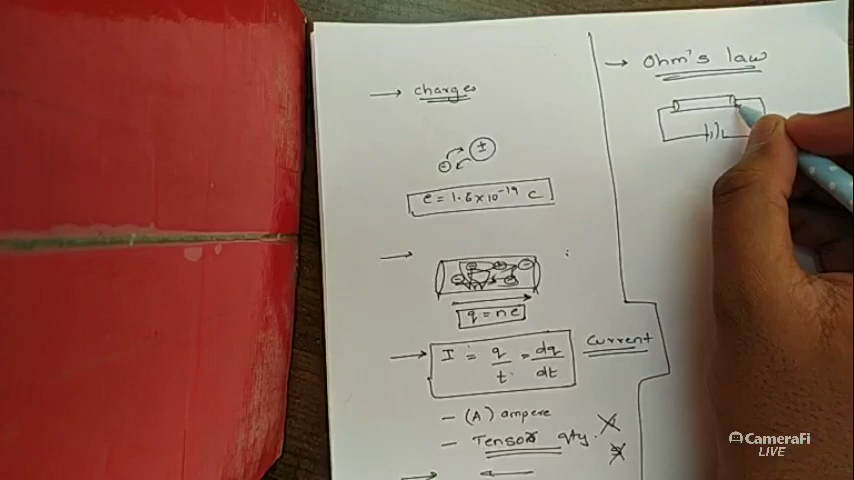 → charges
e = 1.6 × 10⁻¹⁹ C
q = ne
→ I = q/t = dq/dt Current
- (A) ampere
- Tensor qty.
→ Ohm's law
CameraFi
LIVE